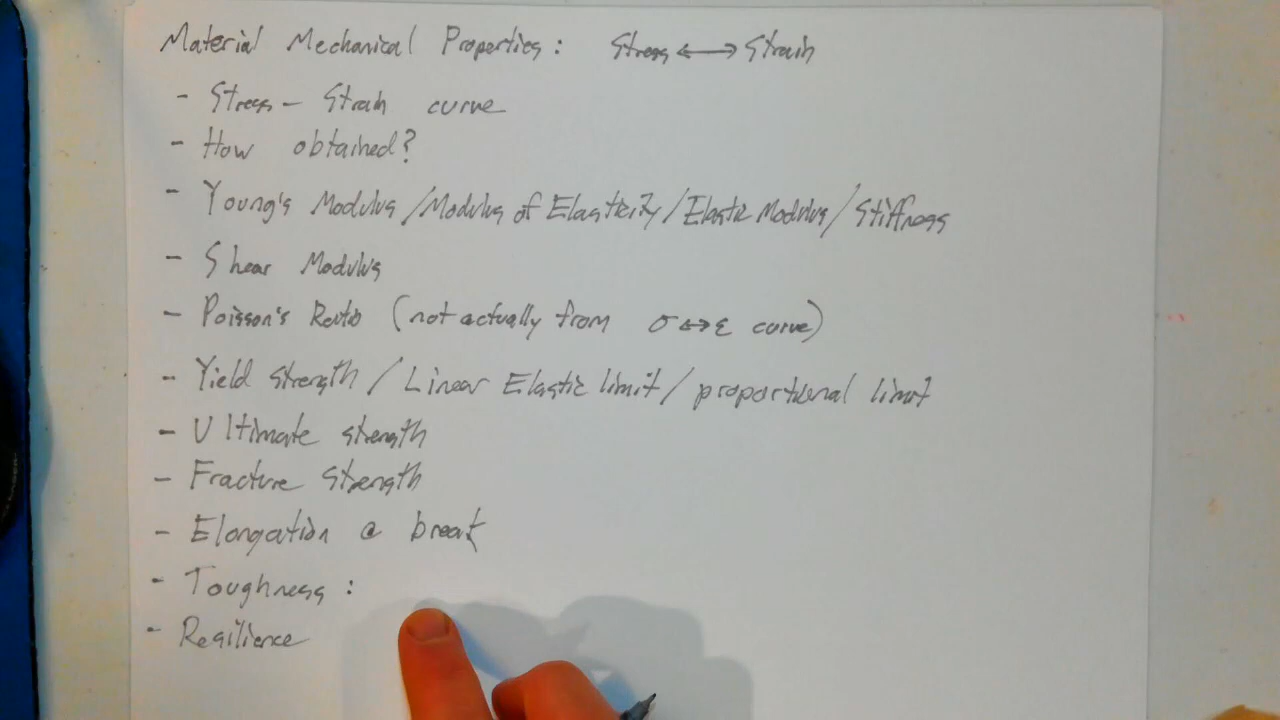 Material Mechanical Properties: Stress ↔ Strain
- Stress - Strain curve
- How obtained?
- Young's Modulus / Modulus of Elasticity / Elastic Modulus / Stiffness
- Shear Modulus
- Poisson's Ratio (not actually from σ↔ε curve)
- Yield Strength / Linear Elastic limit / proportional limit
- Ultimate strength
- Fracture Strength
- Elongation @ break
- Toughness:
- Resilience